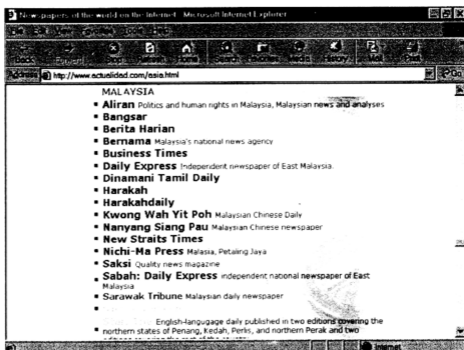 Newspapers of the world on the Internet - Microsoft Internet Explorer
Address http://www.actualidad.com/asia.html
MALAYSIA
Aliran Politics and human rights in Malaysia, Malaysian news and analyses
Bangsar
Berita Harian
Bernama Malaysia's national news agency
Business Times
Daily Express Independent newspaper of East Malaysia.
Dinamani Tamil Daily
Harakah
Harakahdaily
Kwong Wah Yit Poh Malaysian Chinese Daily
Nanyang Siang Pau Malaysian Chinese newspaper
New Straits Times
Nichi-Ma Press Malasia, Petaling Jaya
Saksi Quality news magazine
Sabah: Daily Express independent national newspaper of East
Malaysia
Sarawak Tribune Malaysian daily newspaper
English-langugage daily published in two editions covering the
northern states of Penang, Kedah, Perlis, and northern Perak and two
Internet